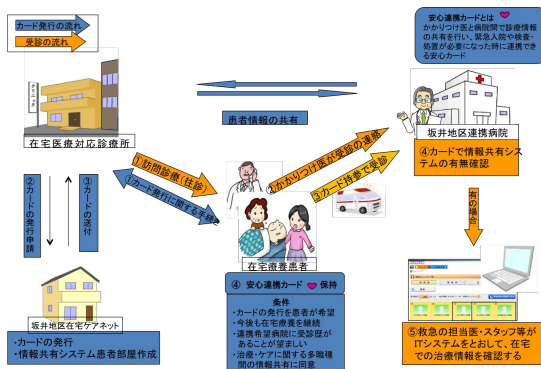 カード発行の流れ
受診の流れ
安心連携カードとは
かかりつけ医と病院間で診療情報
の共有を行い、緊急入院や検査・
処置が必要になった時に連携できる
安心カード
患者情報の共有
在宅医療対応診療所
坂井地区連携病院
④カードで情報共有シス
テムの有無確認
①訪問診療（往診）
①カード発行に関する手続き
②かかりつけ医が受診の連絡
③カード持参で受診
②カードの発行申請
③カードの送付
有の場合
在宅療養患者
④ 安心連携カード 保持
条件
・カードの発行を患者が希望
・今後も在宅療養を継続
・連携希望病院に受診歴が
あることが望ましい
・治療・ケアに関する多職種
間の情報共有に同意
坂井地区在宅ケアネット
・カードの発行
・情報共有システム患者部屋作成
⑤救急の担当医・スタッフ等が
ITシステムをとおして、在宅
での治療情報を確認する